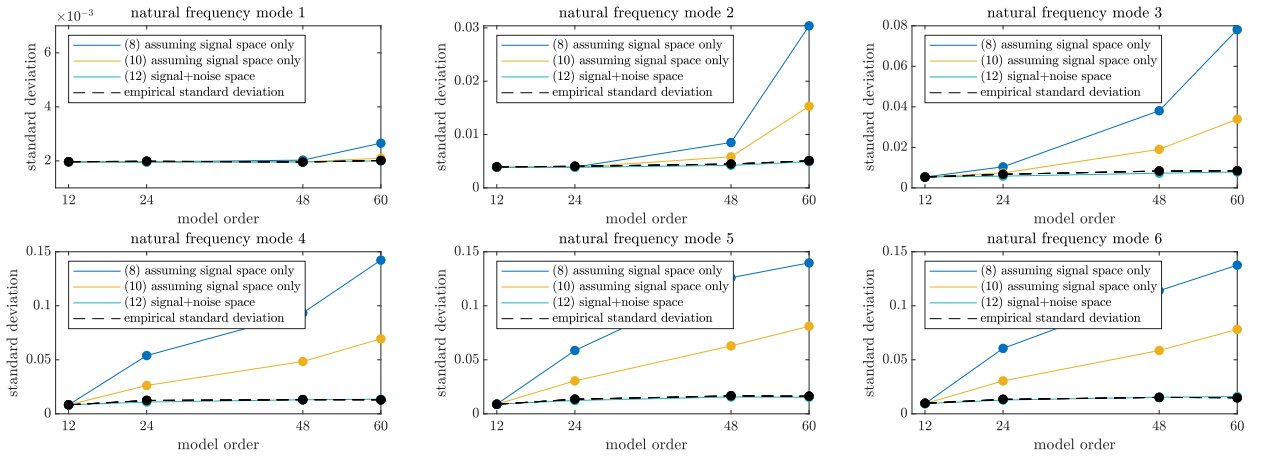 natural frequency mode 1
×10⁻³
6
4
2
standard deviation
(8) assuming signal space only
(10) assuming signal space only
(12) signal+noise space
empirical standard deviation
12 24 48 60
model order
natural frequency mode 2
0.03
0.02
0.01
0
standard deviation
(8) assuming signal space only
(10) assuming signal space only
(12) signal+noise space
empirical standard deviation
12 24 48 60
model order
natural frequency mode 3
0.08
0.04
0.02
0
standard deviation
(8) assuming signal space only
(10) assuming signal space only
(12) signal+noise space
empirical standard deviation
12 24 48 60
model order
natural frequency mode 4
0.15
0.1
0.05
0
standard deviation
(8) assuming signal space only
(10) assuming signal space only
(12) signal+noise space
empirical standard deviation
12 24 48 60
model order
natural frequency mode 5
0.15
0.1
0.05
0
standard deviation
(8) assuming signal space only
(10) assuming signal space only
(12) signal+noise space
empirical standard deviation
12 24 48 60
model order
natural frequency mode 6
0.15
0.1
0.05
0
standard deviation
(8) assuming signal space only
(10) assuming signal space only
(12) signal+noise space
empirical standard deviation
12 24 48 60
model order